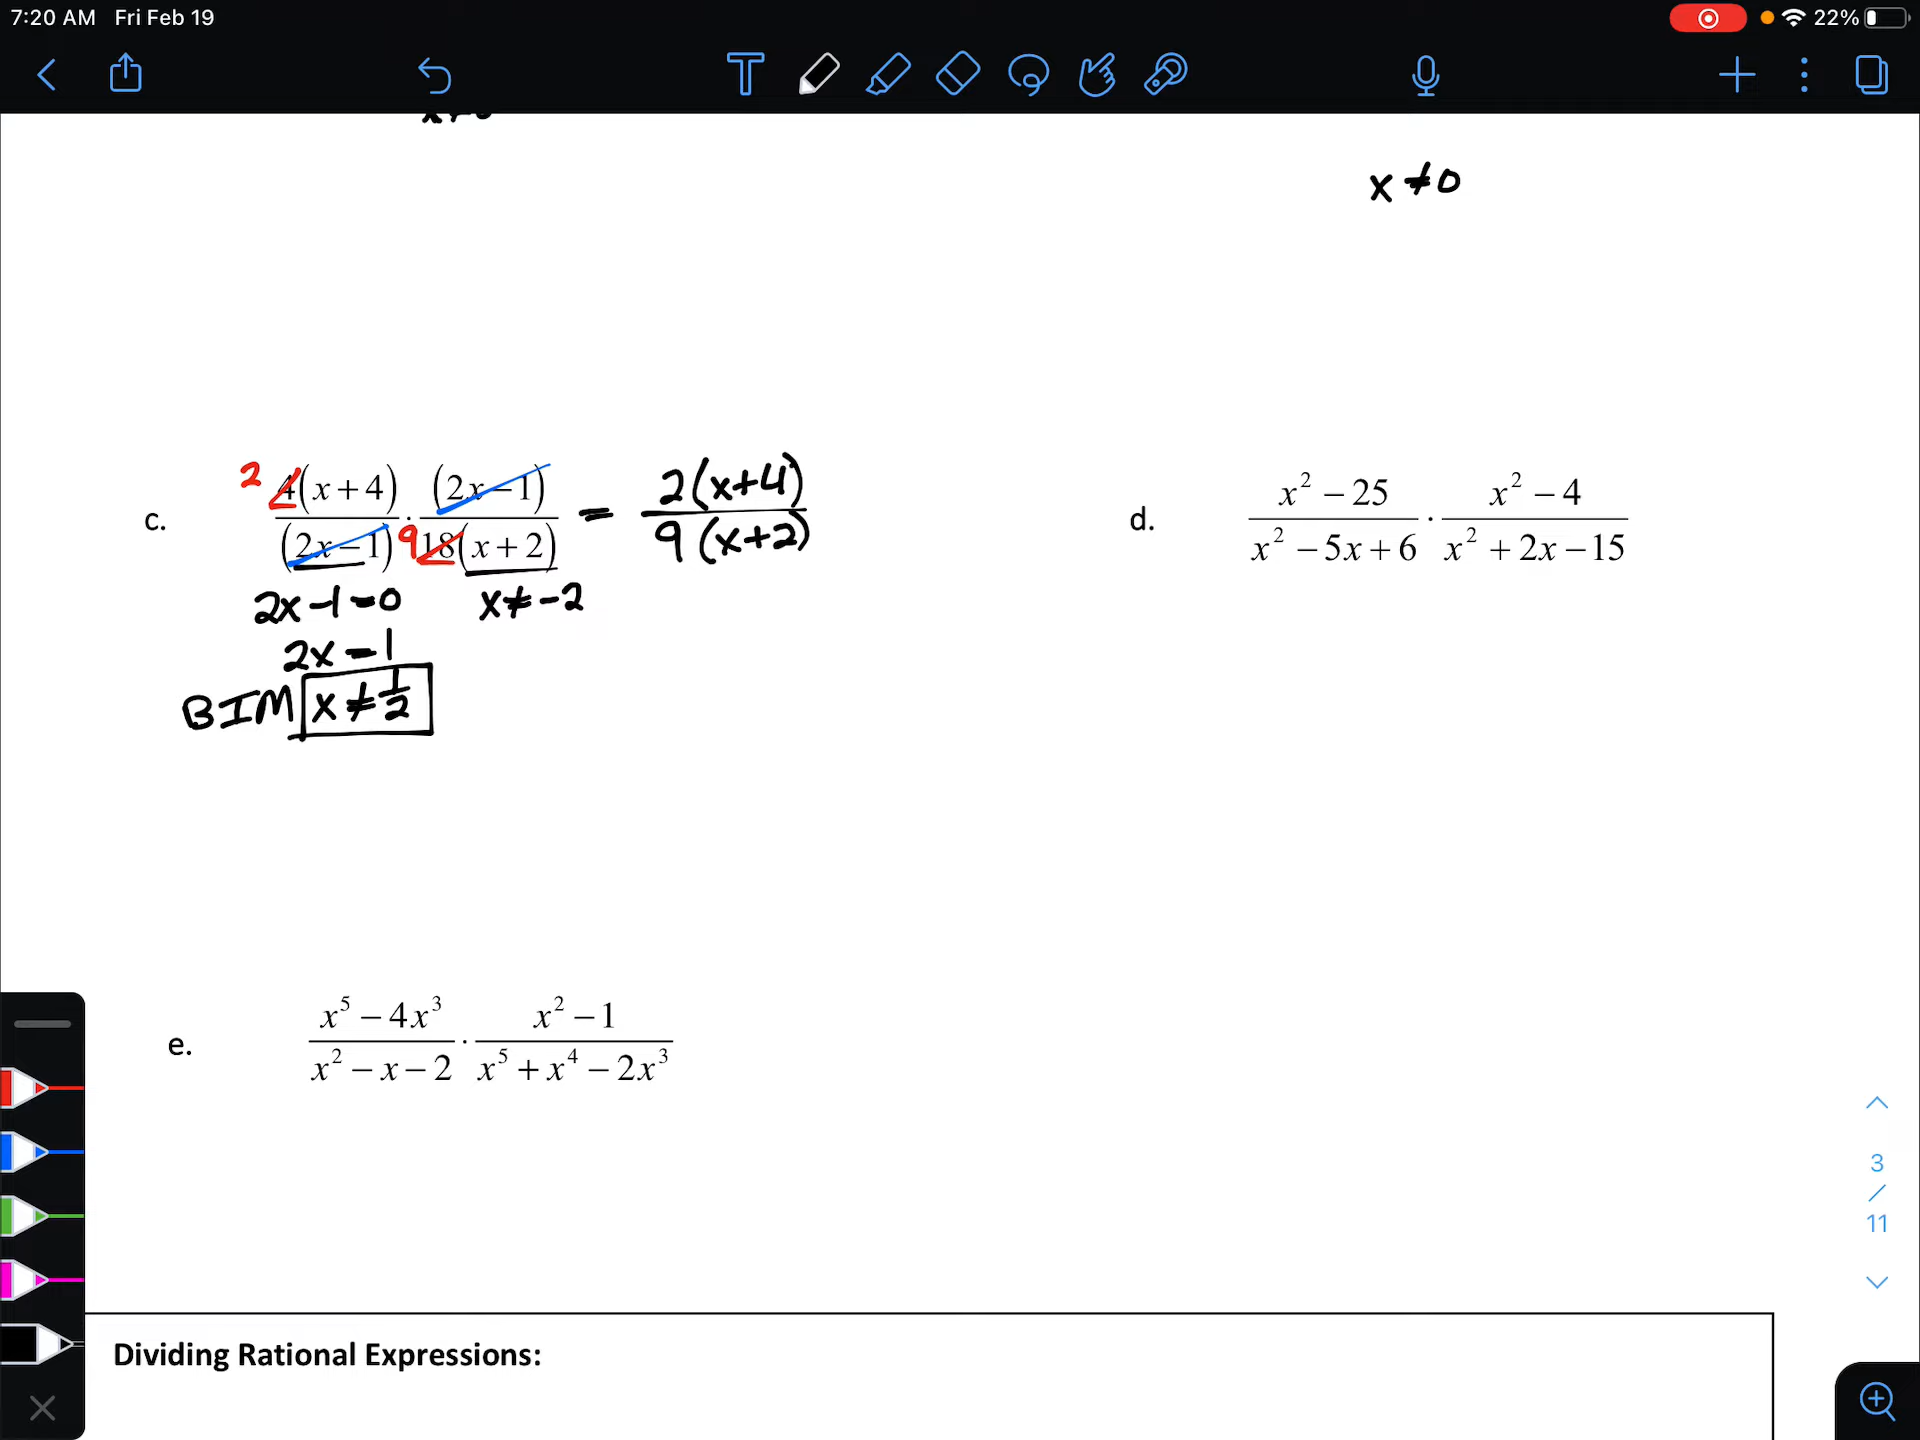 7:20 AM Fri Feb 19
22%
x ≠ 0
c. 2 4(x + 4)/(2x − 1) · (2x − 1)/9 18(x + 2) = 2(x+4)/9(x+2)
2x −1 = 0 x ≠ −2
2x = 1
BIM x ≠ 1/2
d. x² − 25/x² − 5x + 6 · x² − 4/x² + 2x − 15
e. x⁵ − 4x³/x² − x − 2 · x² − 1/x⁵ + x⁴ − 2x³
3
/
11
Dividing Rational Expressions: